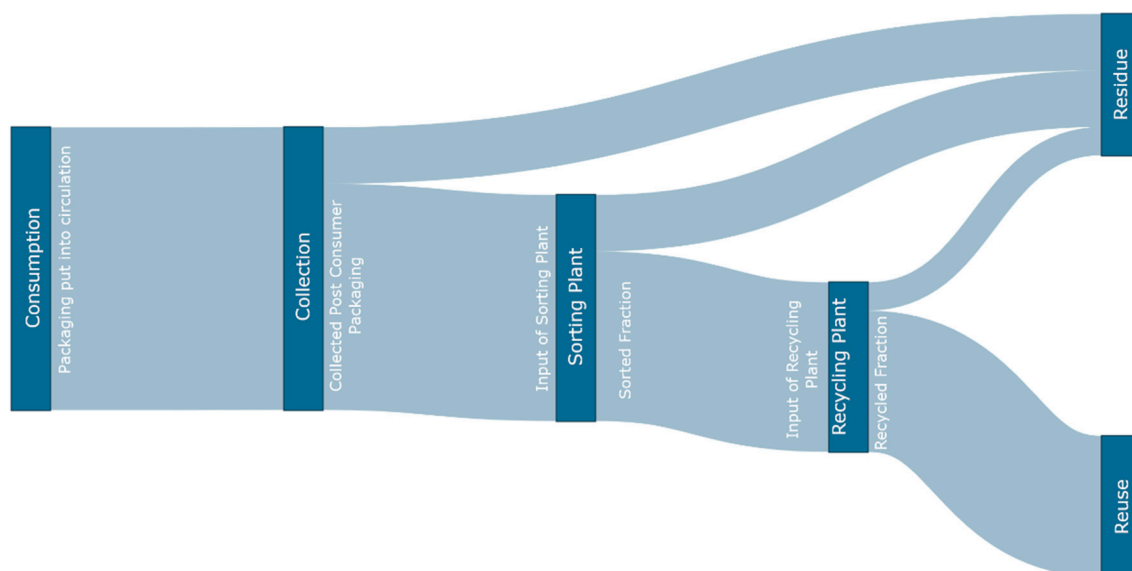 Consumption
Packaging put into circulation
Collection
Collected Post Consumer
Packaging
Input of Sorting Plant
Sorting Plant
Sorted Fraction
Input of Recycling
Plant
Recycling Plant
Recycled Fraction
Residue
Reuse